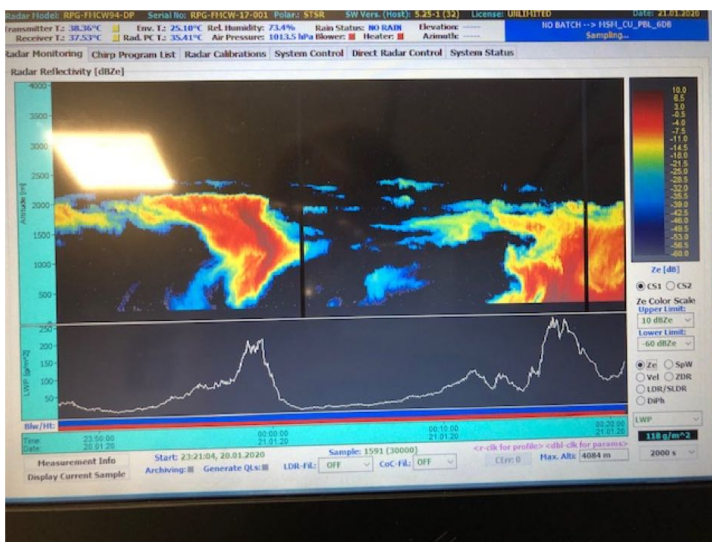 Radar Model: RPG-FMCW94-DP Serial No: RPG-FMCW-17-001 Polar.: STSR SW Vers. (Host): 5.25-1 (32) License: UNLIMITED Date: 21.01.2020
Transmitter T.: 38.36°C Env. T.: 25.10°C Rel. Humidity: 73.4% Rain Status: NO RAIN Elevation: ------
Receiver T.: 37.53°C Rad. PC T.: 35.41°C Air Pressure: 1013.5 hPa Blower: Heater: Azimuth: ------
NO BATCH --> HSM_CU_PBL_6DB
Sampling...
Radar Monitoring Chirp Program List Radar Calibrations System Control Direct Radar Control System Status
Radar Reflectivity [dBZe]
4000
3500
3000
2500
2000
1500
1000
500
Altitude [m]
10.0
6.5
3.0
-0.5
-4.0
-7.5
-11.0
-14.5
-18.0
-21.5
-25.0
-28.5
-32.0
-35.5
-39.0
-42.5
-46.0
-49.5
-53.0
-56.5
-60.0
Ze [dB]
CS1 CS2
Ze Color Scale
Upper Limit:
10 dBZe
Lower Limit:
-60 dBZe
Ze SpW
Vel ZDR
LDR/SLDR
DiPh
LWP
118 g/m^2
2000 s
250
200
150
100
50
LWP [g/m^2]
Blw/Ht:
Time: 23:50:00 00:00:00 00:10:00 00:20:00
Date: 20.01.20 21.01.20 21.01.20 21.01.20
Measurement Info
Display Current Sample
Start: 23:21:04, 20.01.2020 Sample: 1591 (30000) <r-clk for profile> <dbl-clk for params>
Archiving: Generate QLs: LDR-Fil.: OFF CoC-Fil.: OFF CEnv: 0 Max. Alt: 4084 m